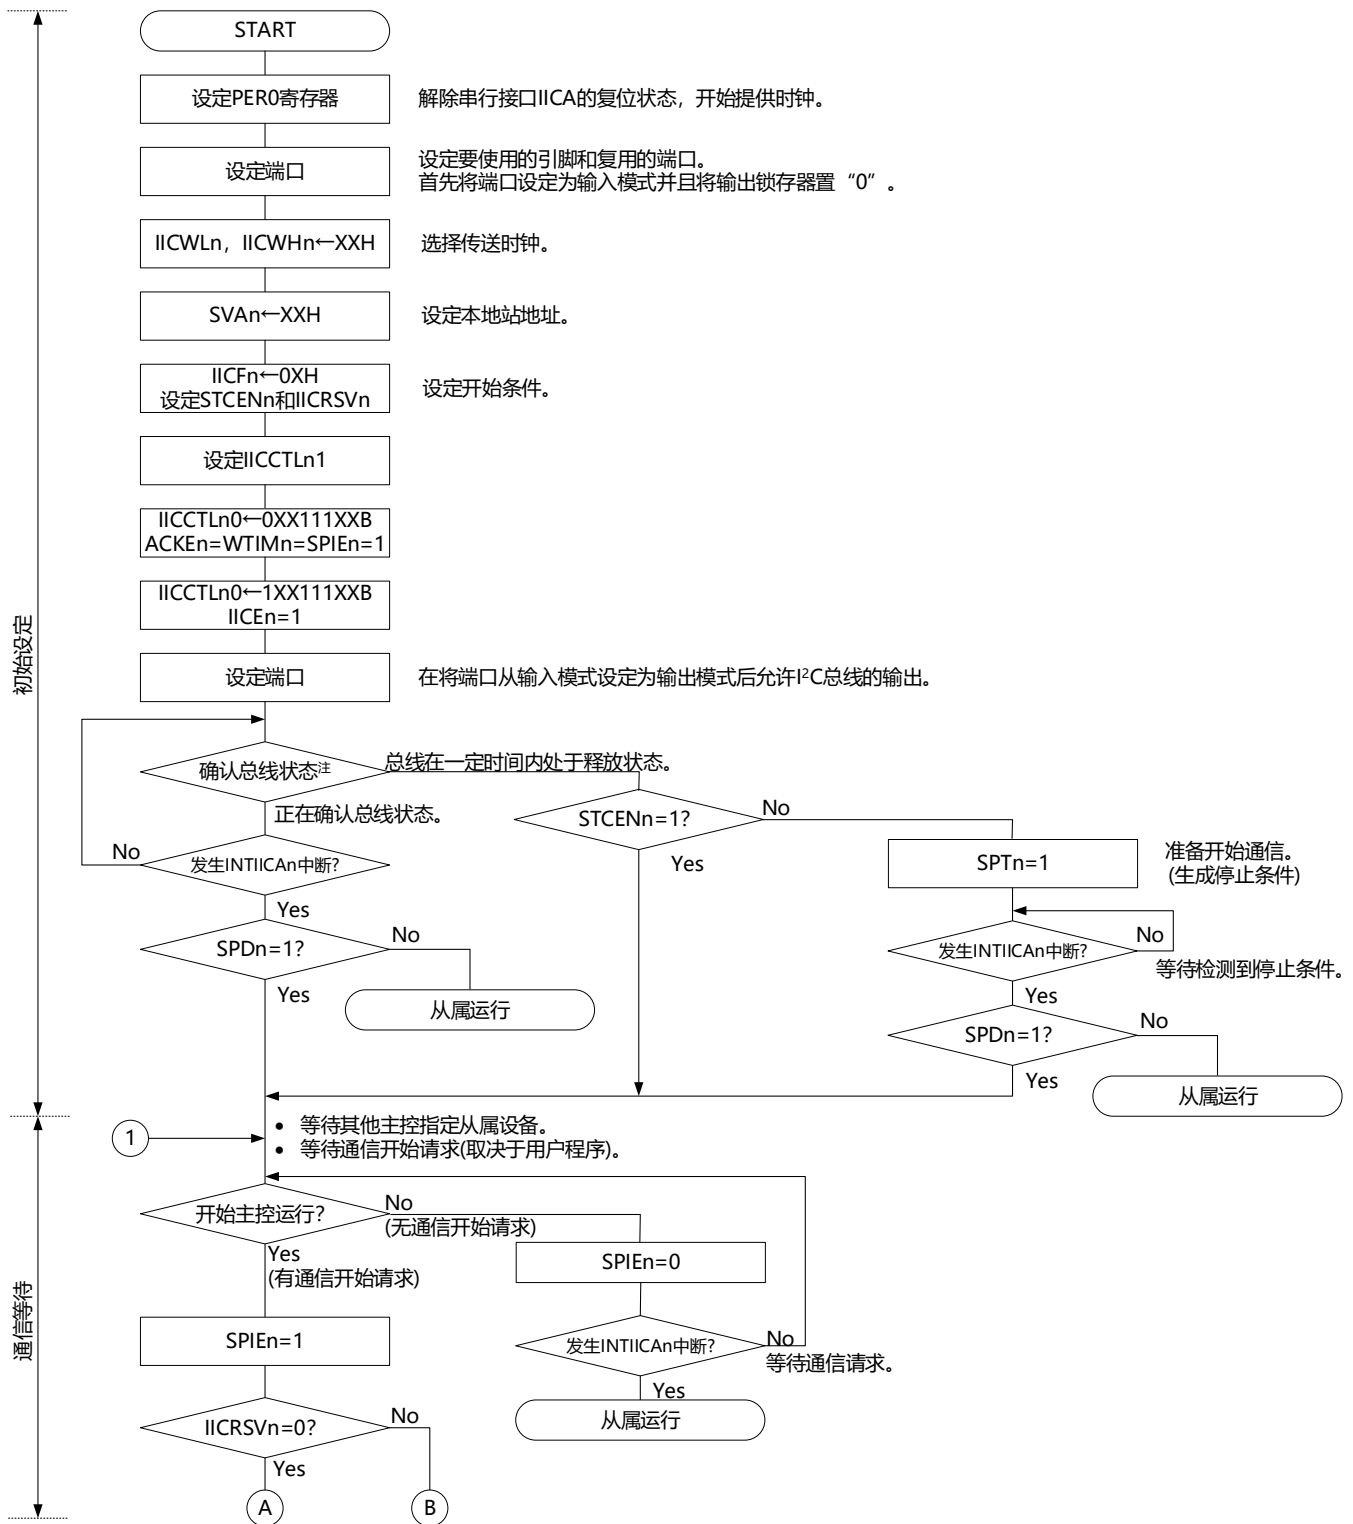 START
设定PER0寄存器
解除串行接口IICA的复位状态，开始提供时钟。
设定端口
设定要使用的引脚和复用的端口。
首先将端口设定为输入模式并且将输出锁存器置“0”。
IICWLn，IICWHn←XXH
选择传送时钟。
SVAn←XXH
设定本地站地址。
IICFn←0XH
设定STCENn和IICRSVn
设定开始条件。
设定IICCTLn1
IICCTLn0←0XX111XXB
ACKEn=WTIMn=SPIEn=1
IICCTLn0←1XX111XXB
IICEn=1
初始设定
设定端口
在将端口从输入模式设定为输出模式后允许I²C总线的输出。
确认总线状态注
总线在一定时间内处于释放状态。
正在确认总线状态。
STCENn=1?
No
Yes
SPTn=1
准备开始通信。
(生成停止条件)
No
发生INTIICAn中断?
Yes
发生INTIICAn中断?
No
等待检测到停止条件。
Yes
SPDn=1?
No
Yes
从属运行
SPDn=1?
No
Yes
从属运行
1
• 等待其他主控指定从属设备。
• 等待通信开始请求(取决于用户程序)。
开始主控运行?
No
(无通信开始请求)
Yes
(有通信开始请求)
SPIEn=0
通信等待
SPIEn=1
发生INTIICAn中断?
No
等待通信请求。
Yes
从属运行
IICRSVn=0?
No
Yes
A
B